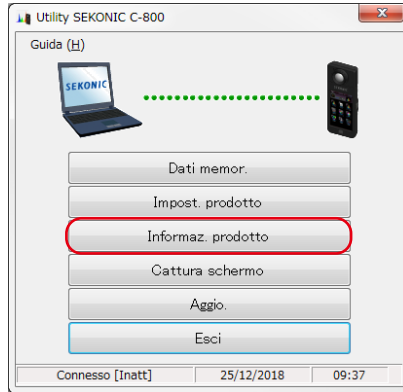 Utility SEKONIC C-800
Guida (H)
SEKONIC
Dati memor.
Impost. prodotto
Informaz. prodotto
Cattura schermo
Aggio.
Esci
Connesso [Inatt] 25/12/2018 09:37